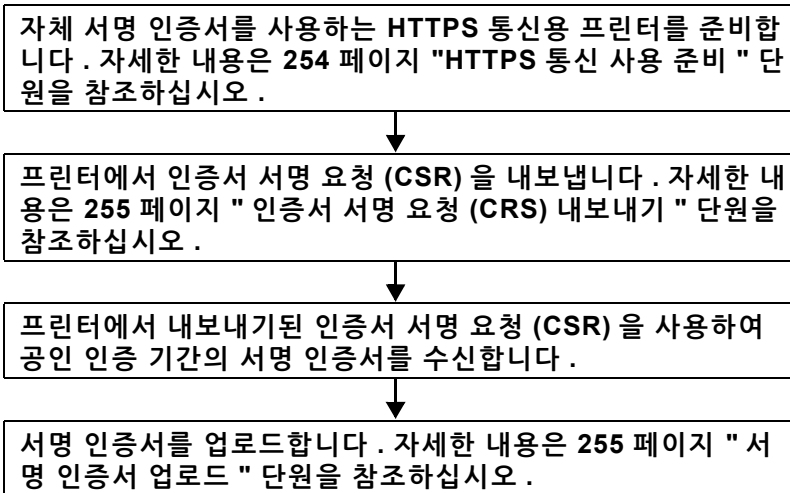 자체 서명 인증서를 사용하는 HTTPS 통신용 프린터를 준비합
니다 . 자세한 내용은 254 페이지 "HTTPS 통신 사용 준비 " 단
원을 참조하십시오 .
프린터에서 인증서 서명 요청 (CSR) 을 내보냅니다 . 자세한 내
용은 255 페이지 " 인증서 서명 요청 (CRS) 내보내기 " 단원을
참조하십시오 .
프린터에서 내보내기된 인증서 서명 요청 (CSR) 을 사용하여
공인 인증 기간의 서명 인증서를 수신합니다 .
서명 인증서를 업로드합니다 . 자세한 내용은 255 페이지 " 서
명 인증서 업로드 " 단원을 참조하십시오 .